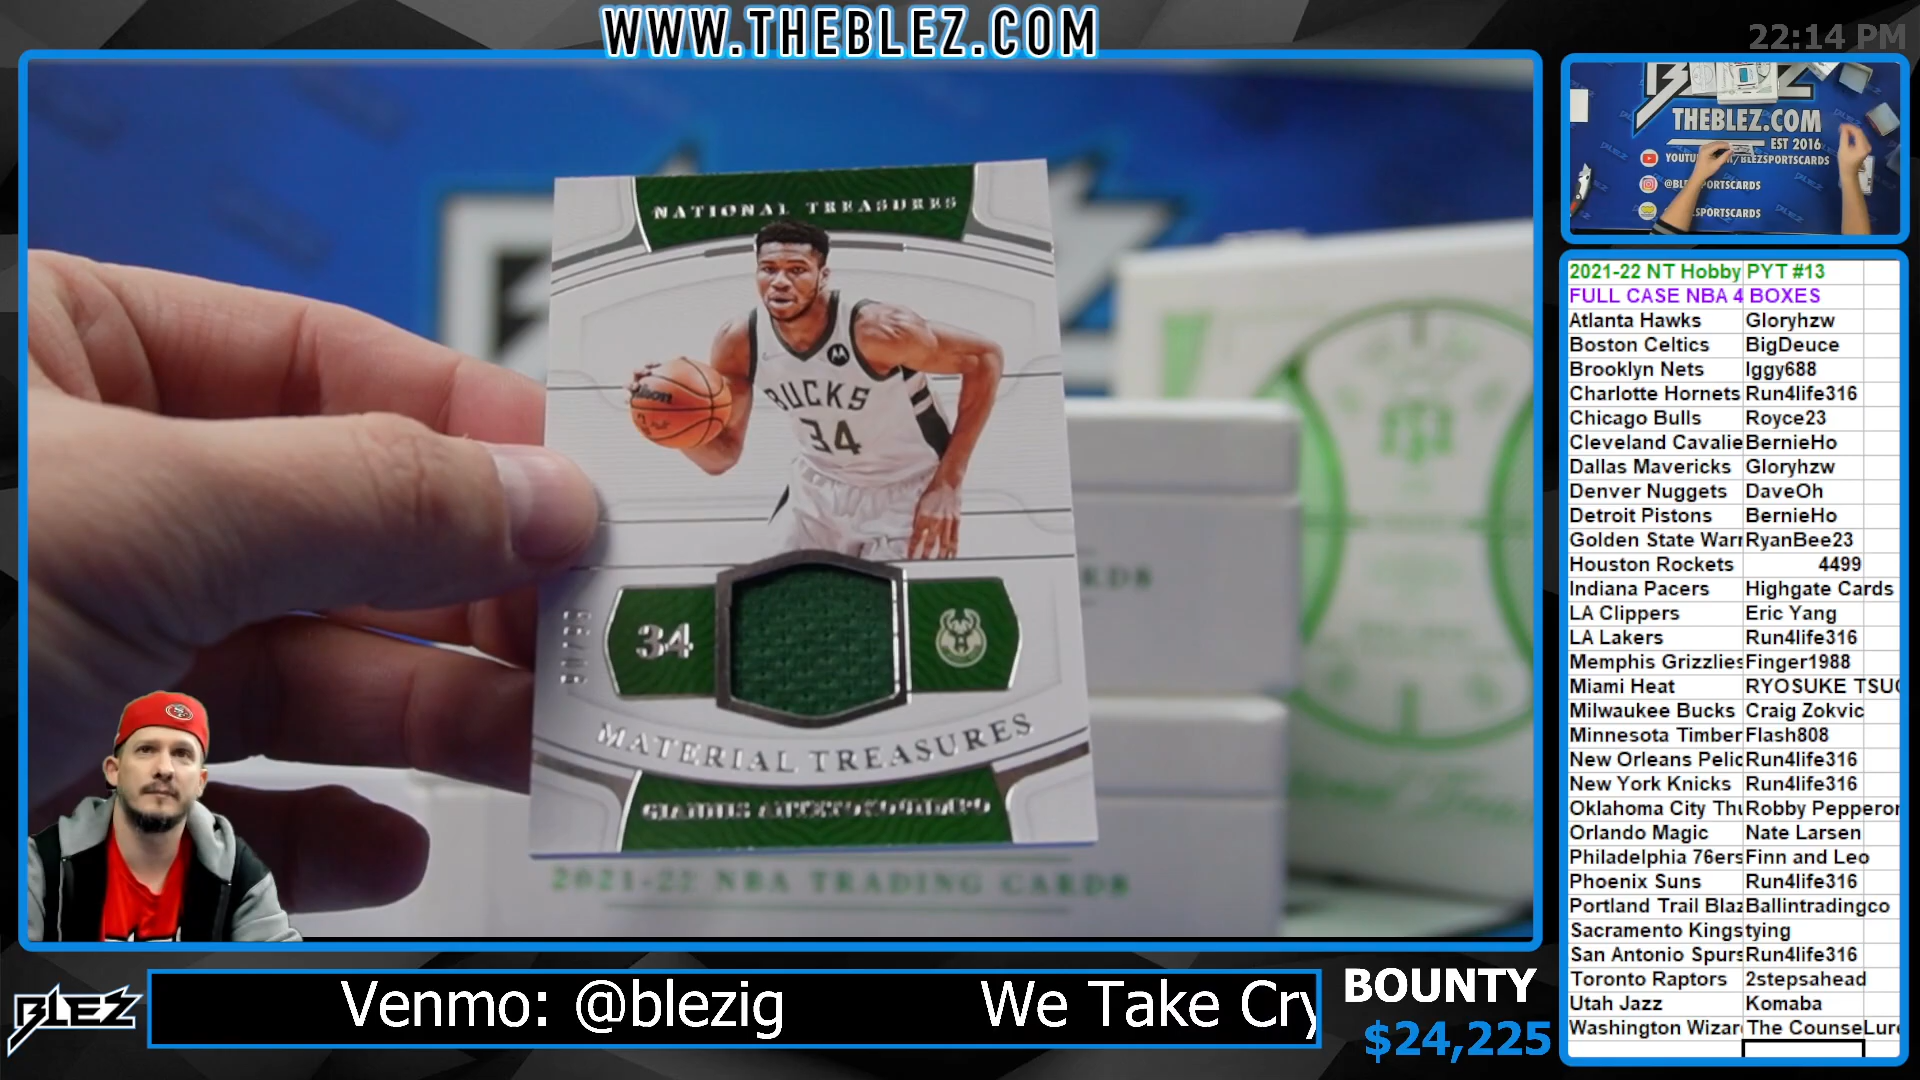 WWW.THEBLEZ.COM
22:14 PM
NATIONAL TREASURES
BUCKS
34
34
MATERIAL TREASURES
GIANNIS ANTETOKOUNMPO
2021-22 NBA TRADING CARDS
THEBLEZ.COM
EST 2016
2021-22 NT Hobby PYT #13
FULL CASE NBA 4 BOXES
Atlanta Hawks Gloryhzw
Boston Celtics BigDeuce
Brooklyn Nets Iggy688
Charlotte Hornets Run4life316
Chicago Bulls Royce23
Cleveland Cavalie BernieHo
Dallas Mavericks Gloryhzw
Denver Nuggets DaveOh
Detroit Pistons BernieHo
Golden State Warr RyanBee23
Houston Rockets 4499
Indiana Pacers Highgate Cards
LA Clippers Eric Yang
LA Lakers Run4life316
Memphis Grizzlies Finger1988
Miami Heat RYOSUKE TSU
Milwaukee Bucks Craig Zokvic
Minnesota Timber Flash808
New Orleans Pelic Run4life316
New York Knicks Run4life316
Oklahoma City Thu Robby Pepperor
Orlando Magic Nate Larsen
Philadelphia 76ers Finn and Leo
Phoenix Suns Run4life316
Portland Trail Blaz Ballintradingco
Sacramento Kings tying
San Antonio Spurs Run4life316
Toronto Raptors 2stepsahead
Utah Jazz Komaba
Washington Wizar The CounseLure
BLEZ
Venmo: @blezig We Take Cry
BOUNTY
$24,225